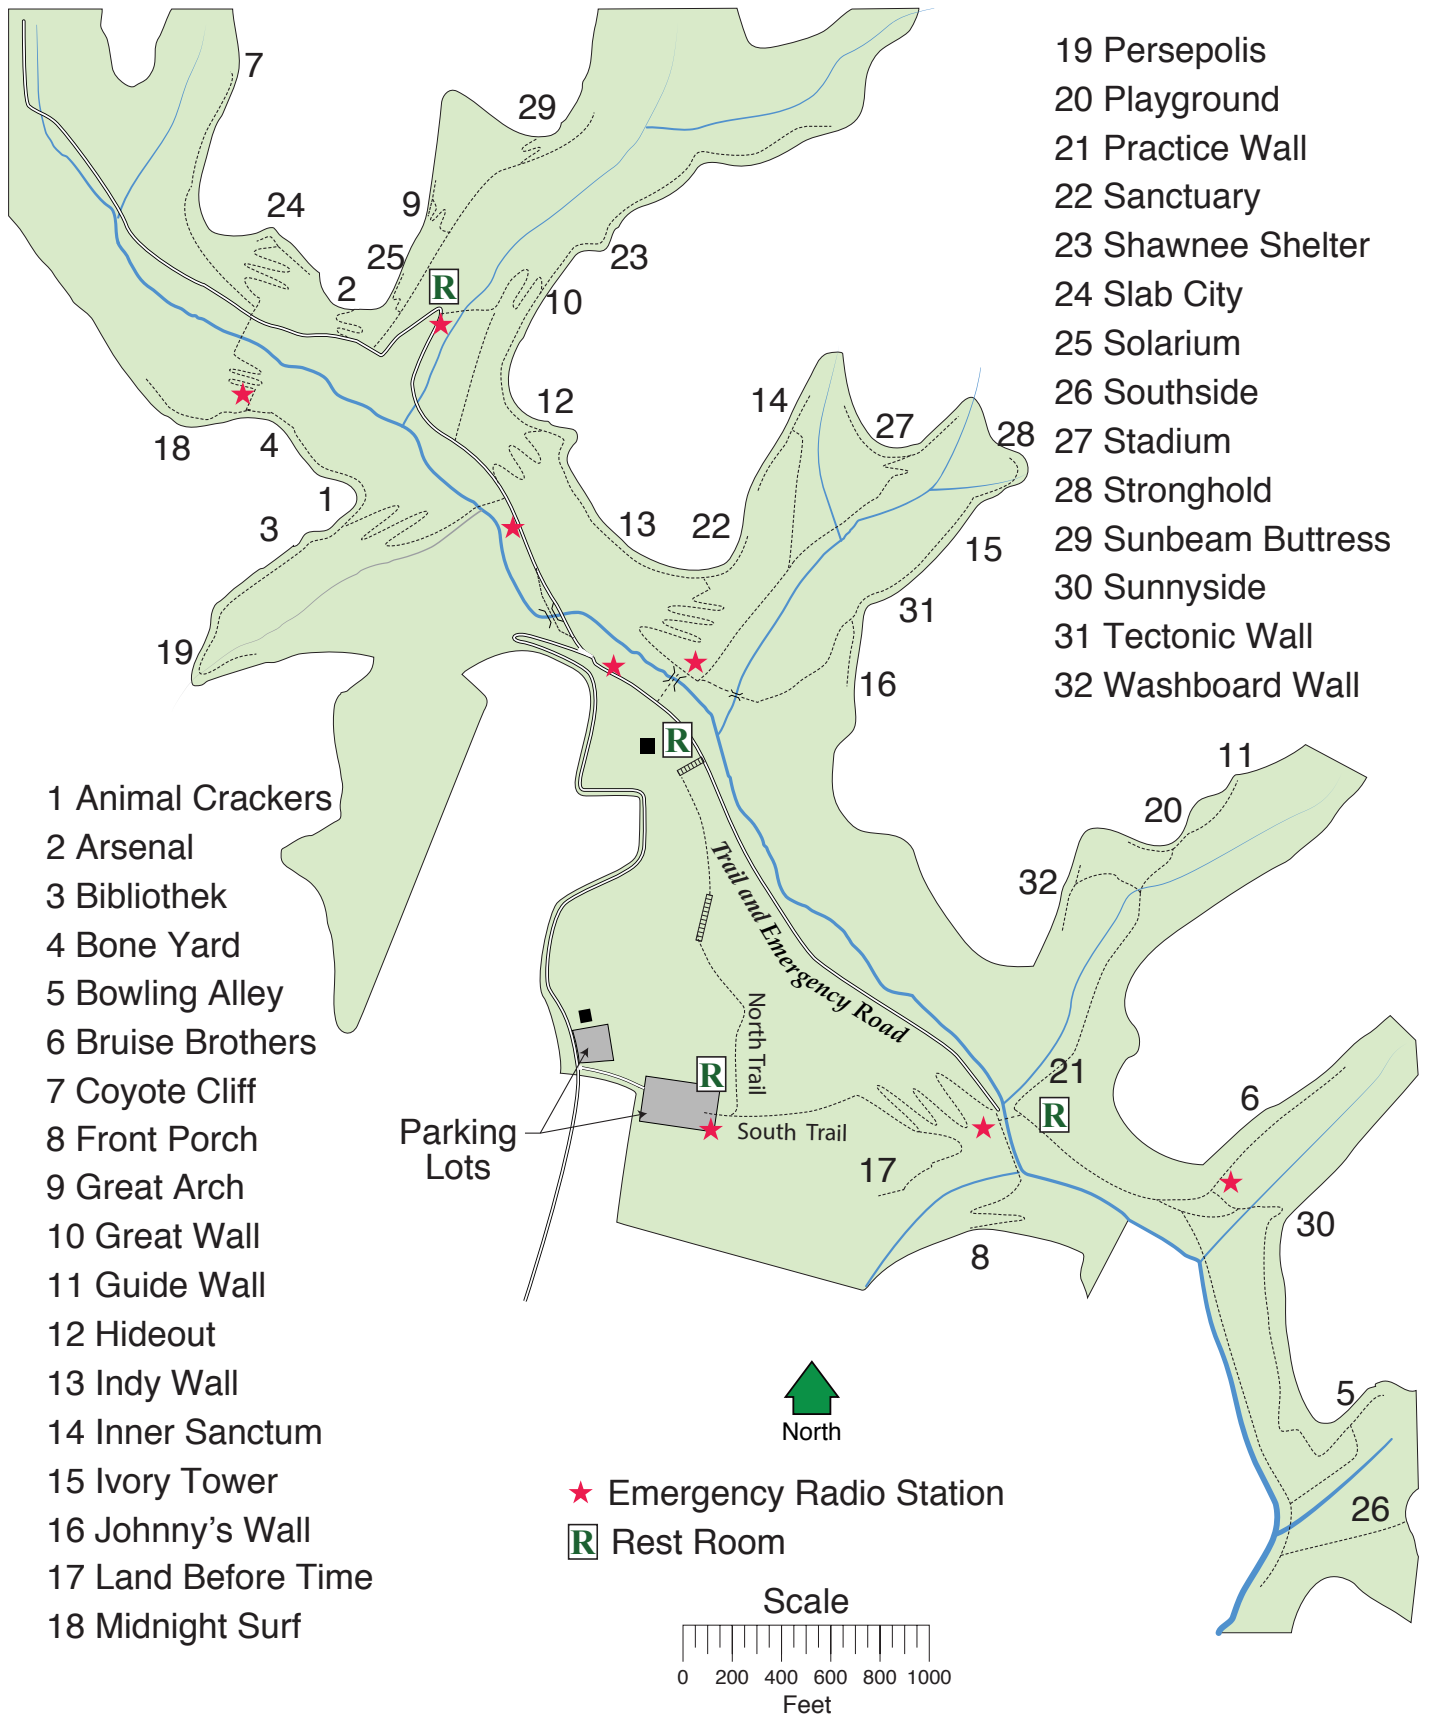 7
29
24
9
25
2
R
23
10
12
14
27
28
18
4
1
3
13
22
15
31
19
16
R
19 Persepolis
20 Playground
21 Practice Wall
22 Sanctuary
23 Shawnee Shelter
24 Slab City
25 Solarium
26 Southside
27 Stadium
28 Stronghold
29 Sunbeam Buttress
30 Sunnyside
31 Tectonic Wall
32 Washboard Wall
11
20
32
Trail and Emergency Road
North Trail
21
R
R
6
Parking
Lots
South Trail
17
30
8
5
26
1 Animal Crackers
2 Arsenal
3 Bibliothek
4 Bone Yard
5 Bowling Alley
6 Bruise Brothers
7 Coyote Cliff
8 Front Porch
9 Great Arch
10 Great Wall
11 Guide Wall
12 Hideout
13 Indy Wall
14 Inner Sanctum
15 Ivory Tower
16 Johnny’s Wall
17 Land Before Time
18 Midnight Surf
North
Emergency Radio Station
R Rest Room
Scale
0 200 400 600 800 1000
Feet